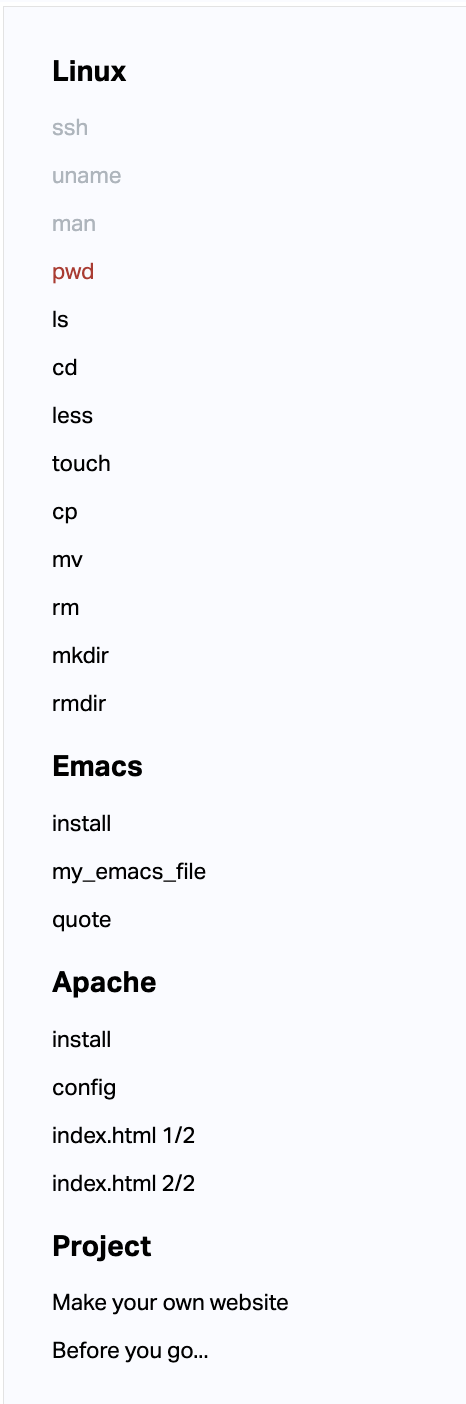 Linux
ssh
uname
man
pwd
ls
cd
less
touch
cp
mv
rm
mkdir
rmdir
Emacs
install
my_emacs_file
quote
Apache
install
config
index.html 1/2
index.html 2/2
Project
Make your own website
Before you go...